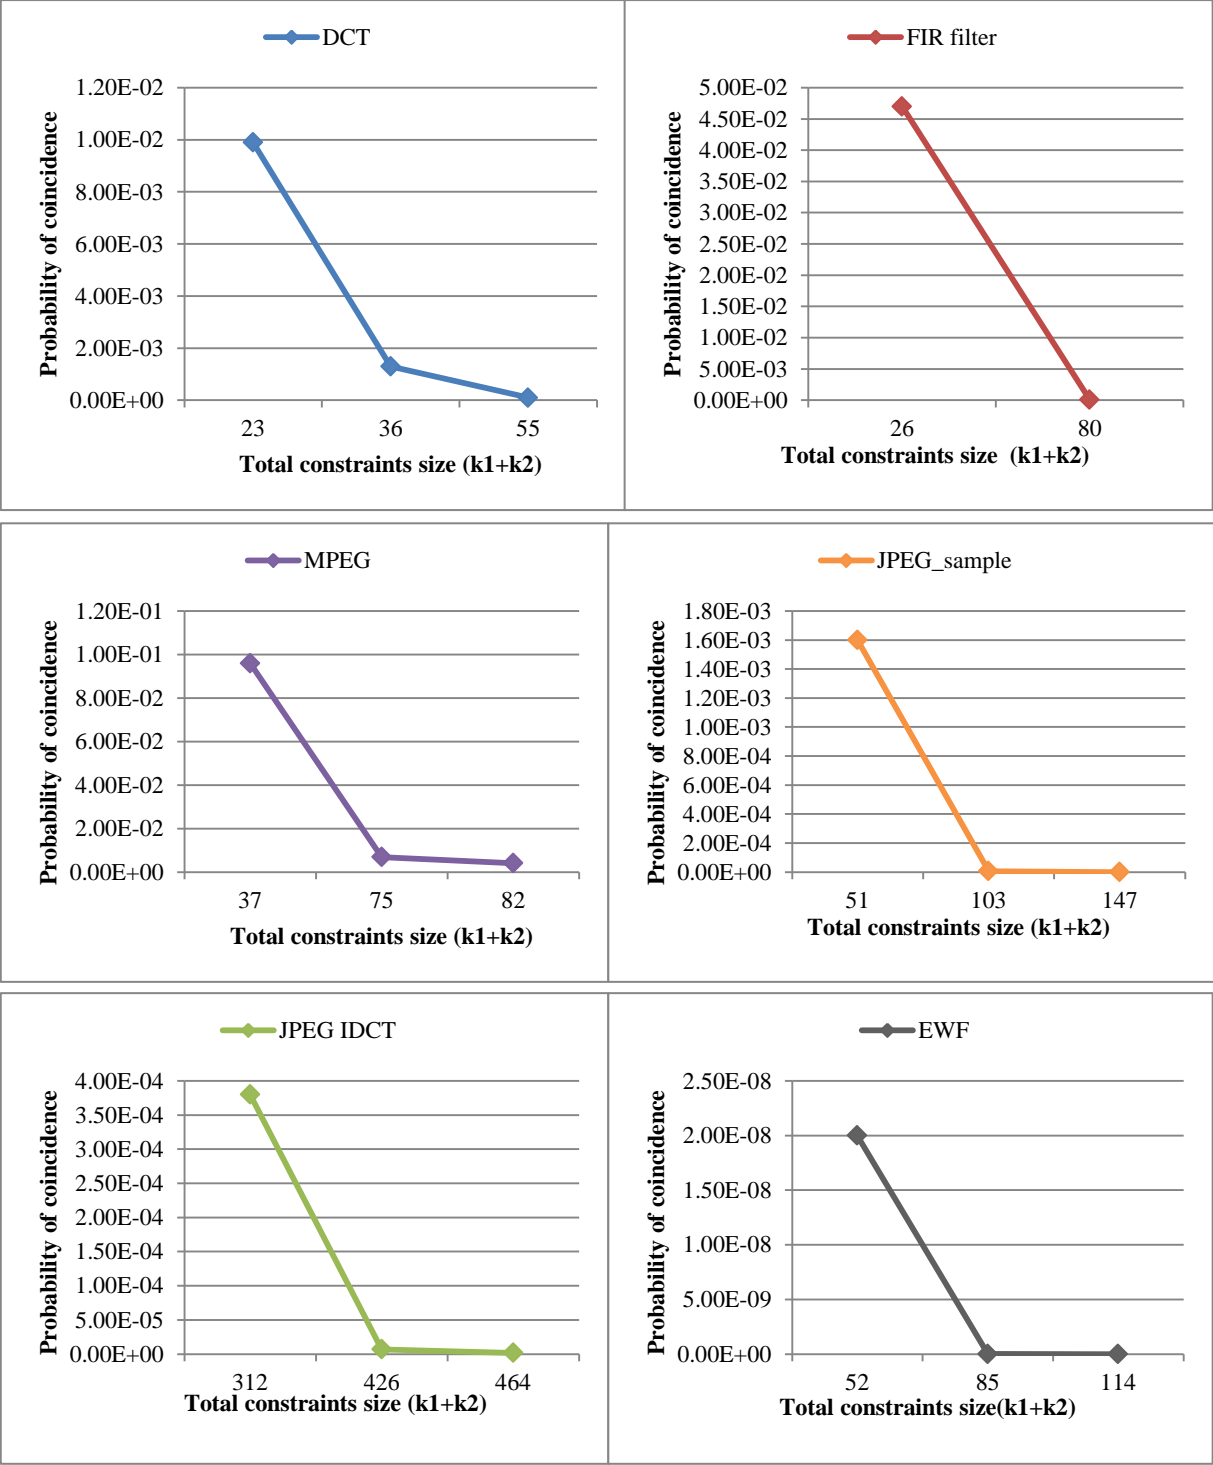 DCT
Probability of coincidence
1.20E-02
1.00E-02
8.00E-03
6.00E-03
4.00E-03
2.00E-03
0.00E+00
23 36 55
Total constraints size (k1+k2)
FIR filter
Probability of coincidence
5.00E-02
4.50E-02
4.00E-02
3.50E-02
3.00E-02
2.50E-02
2.00E-02
1.50E-02
1.00E-02
5.00E-03
0.00E+00
26 80
Total constraints size (k1+k2)
MPEG
Probability of coincidence
1.20E-01
1.00E-01
8.00E-02
6.00E-02
4.00E-02
2.00E-02
0.00E+00
37 75 82
Total constraints size (k1+k2)
JPEG_sample
Probability of coincidence
1.80E-03
1.60E-03
1.40E-03
1.20E-03
1.00E-03
8.00E-04
6.00E-04
4.00E-04
2.00E-04
0.00E+00
51 103 147
Total constraints size (k1+k2)
JPEG IDCT
Probability of coincidence
4.00E-04
3.50E-04
3.00E-04
2.50E-04
2.00E-04
1.50E-04
1.00E-04
5.00E-05
0.00E+00
312 426 464
Total constraints size (k1+k2)
EWF
Probability of coincidence
2.50E-08
2.00E-08
1.50E-08
1.00E-08
5.00E-09
0.00E+00
52 85 114
Total constraints size(k1+k2)